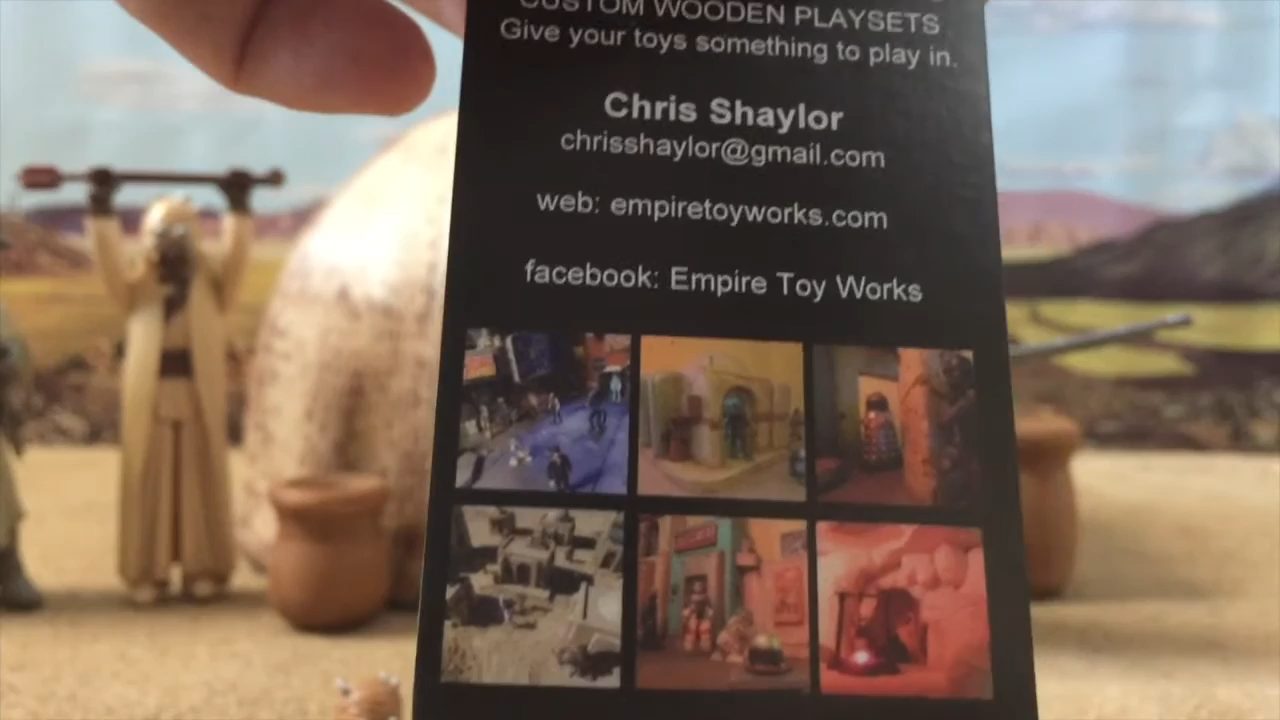 CUSTOM WOODEN PLAYSETS
Give your toys something to play in.
Chris Shaylor
chrisshaylor@gmail.com
web: empiretoyworks.com
facebook: Empire Toy Works